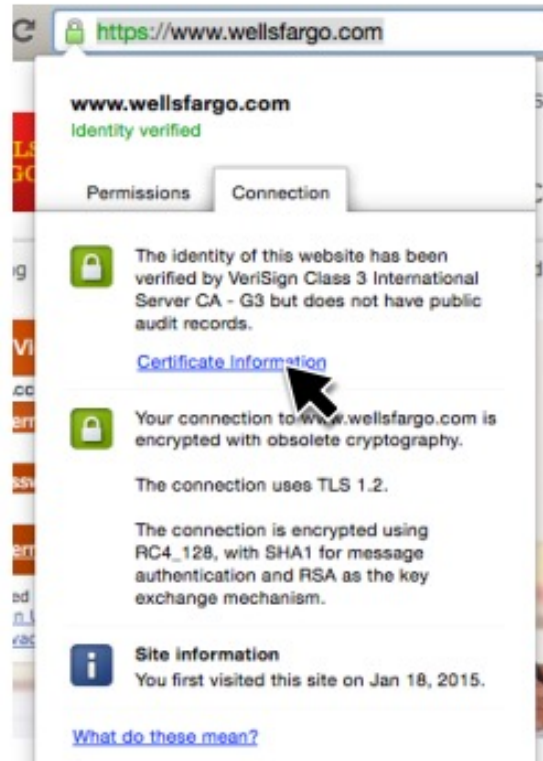 https://www.wellsfargo.com
www.wellsfargo.com
Identity verified
Permissions Connection
The identity of this website has been
verified by VeriSign Class 3 International
Server CA - G3 but does not have public
audit records.
Certificate Information
Your connection to www.wellsfargo.com is
encrypted with obsolete cryptography.
The connection uses TLS 1.2.
The connection is encrypted using
RC4_128, with SHA1 for message
authentication and RSA as the key
exchange mechanism.
Site information
You first visited this site on Jan 18, 2015.
What do these mean?